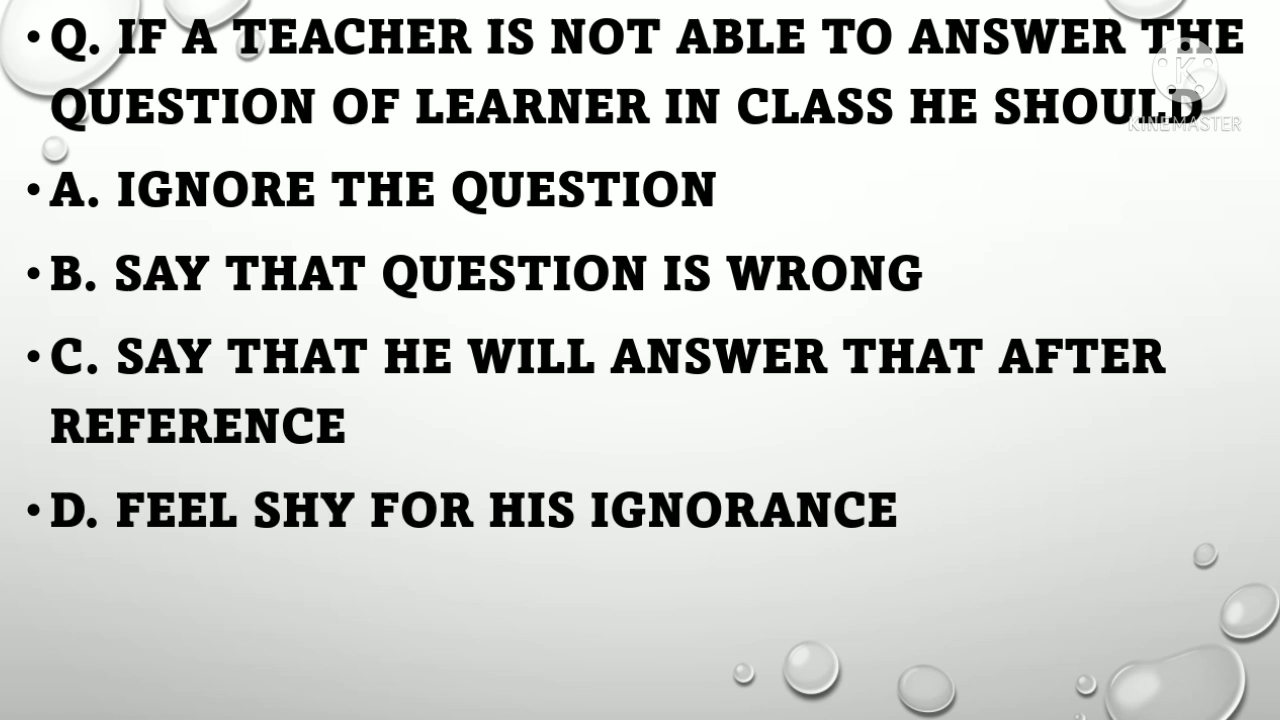 • Q. IF A TEACHER IS NOT ABLE TO ANSWER THE
QUESTION OF LEARNER IN CLASS HE SHOULD
• A. IGNORE THE QUESTION
• B. SAY THAT QUESTION IS WRONG
• C. SAY THAT HE WILL ANSWER THAT AFTER
REFERENCE
• D. FEEL SHY FOR HIS IGNORANCE
K
KINEMASTER